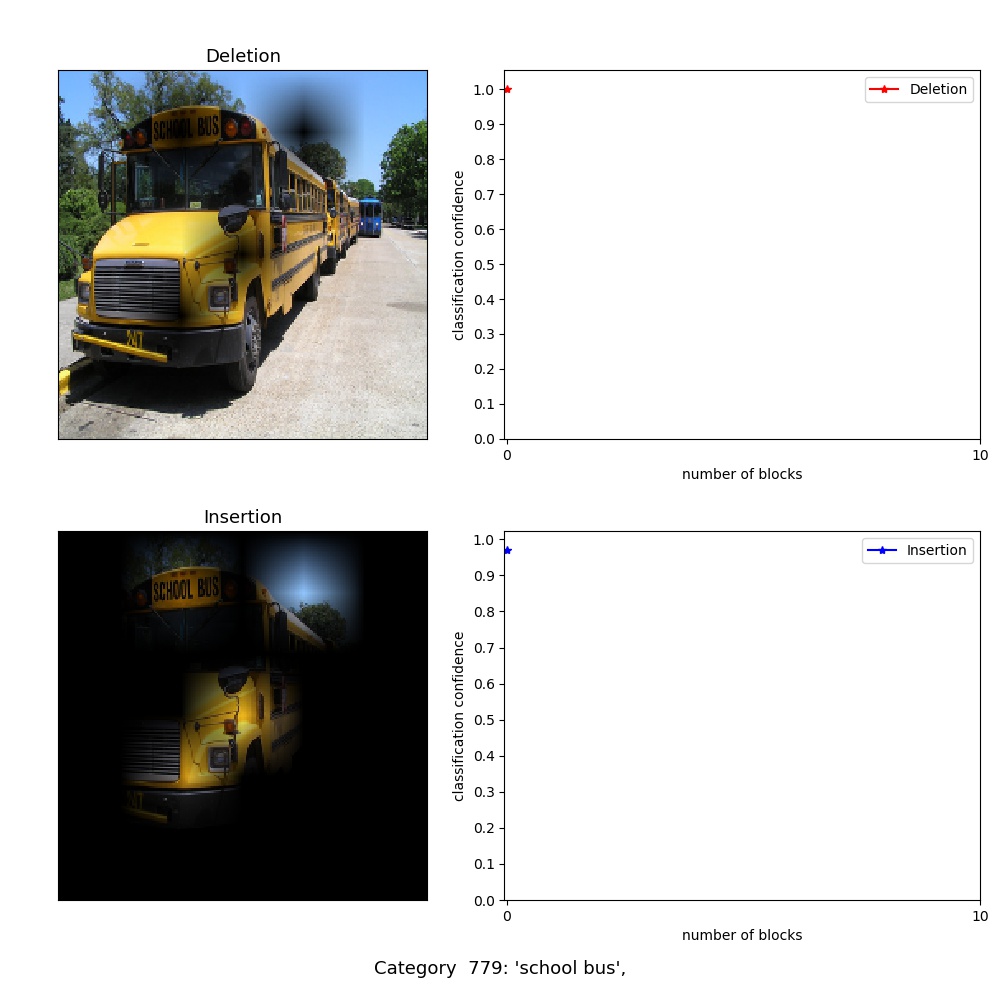 Deletion
SCHOOL BUS
1.0
0.9
0.8
0.7
0.6
0.5
0.4
0.3
0.2
0.1
0.0
classification confidence
Deletion
0
10
number of blocks
Insertion
SCHOOL BUS
1.0
0.9
0.8
0.7
0.6
0.5
0.4
0.3
0.2
0.1
0.0
classification confidence
Insertion
0
10
number of blocks
Category 779: 'school bus',